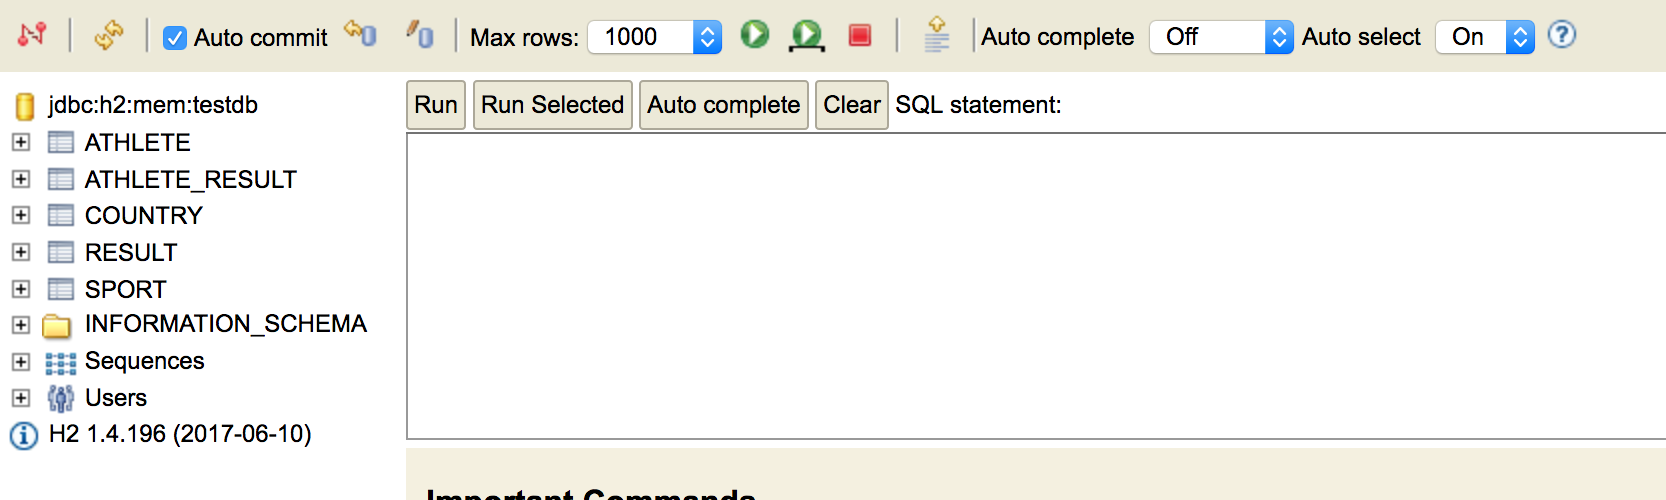 Auto commit Max rows: 1000 Auto complete Off Auto select On
jdbc:h2:mem:testdb
ATHLETE
ATHLETE_RESULT
COUNTRY
RESULT
SPORT
INFORMATION_SCHEMA
Sequences
Users
H2 1.4.196 (2017-06-10)
Run Run Selected Auto complete Clear SQL statement:
Important Commands